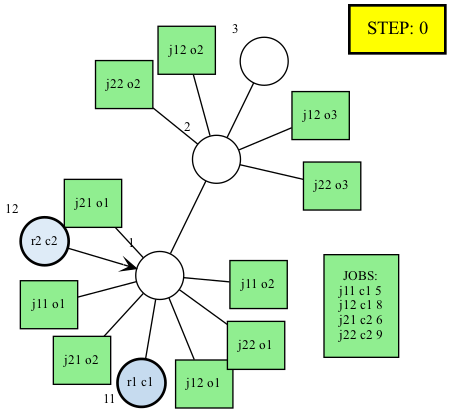 3
STEP: 0
j12 o2
j22 o2
j12 o3
2
j22 o3
j21 o1
12
1
r2 c2
j11 o2
JOBS:
j11 c1 5
j12 c1 8
j21 c2 6
j22 c2 9
j11 o1
j22 o1
j21 o2
r1 c1
j12 o1
11